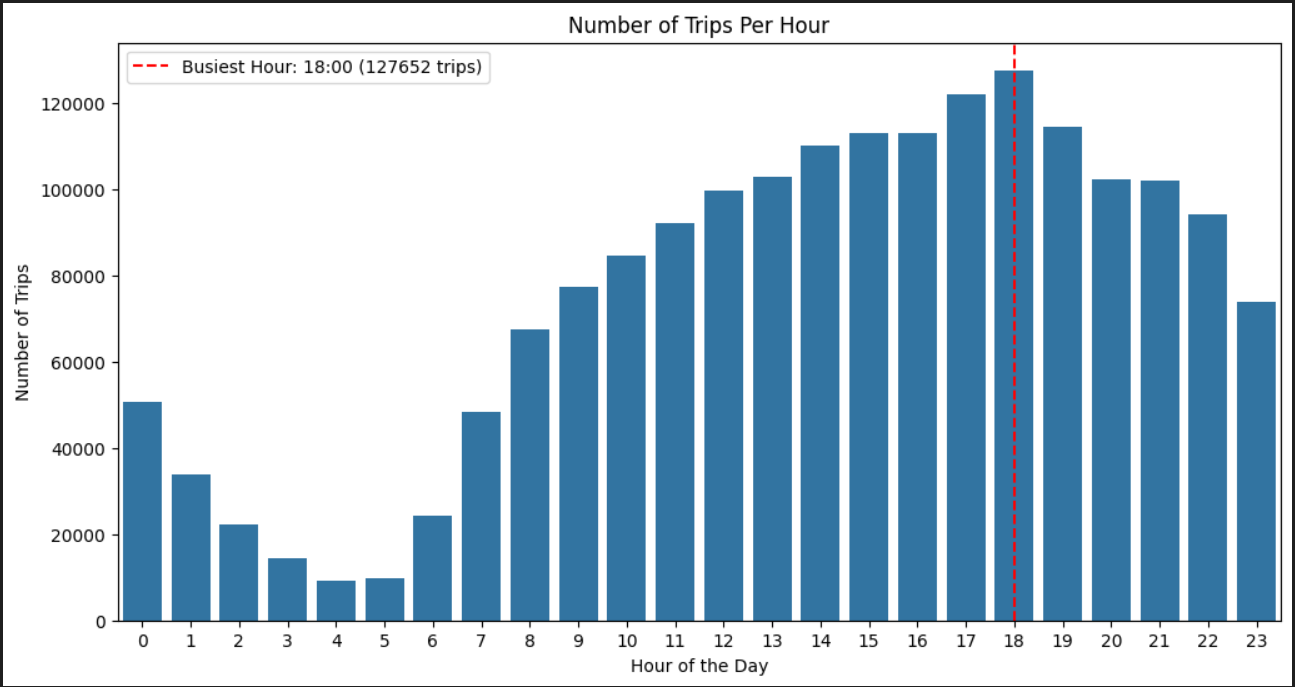 Number of Trips Per Hour
Busiest Hour: 18:00 (127652 trips)
120000
100000
80000
60000
40000
20000
0
Number of Trips
0 1 2 3 4 5 6 7 8 9 10 11 12 13 14 15 16 17 18 19 20 21 22 23
Hour of the Day